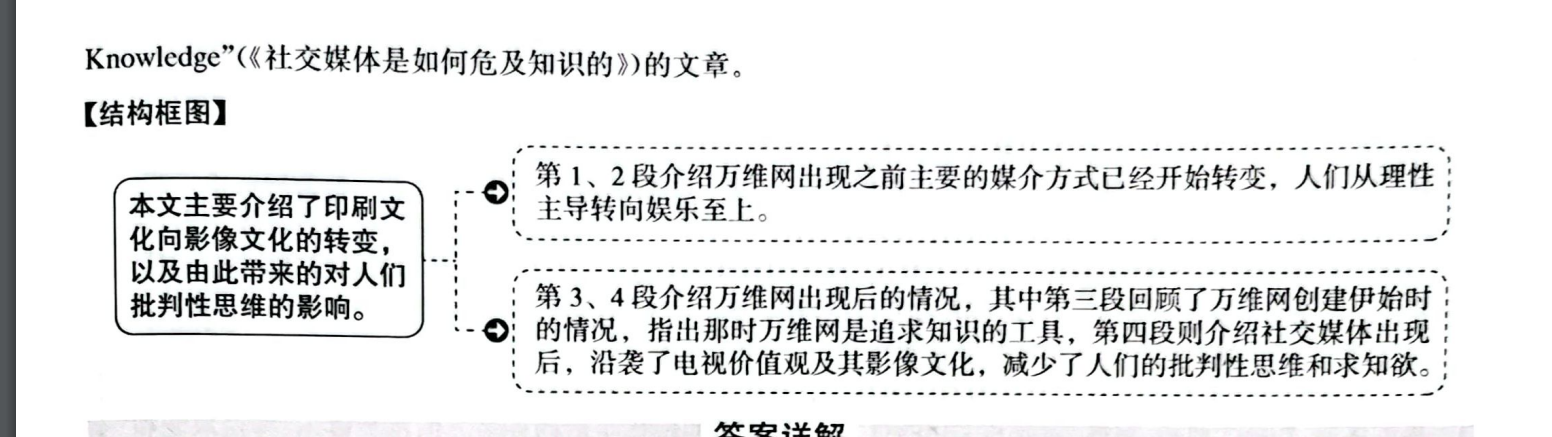 Knowledge”(《社交媒体是如何危及知识的》)的文章。
【结构框图】
本文主要介绍了印刷文
化向影像文化的转变，
以及由此带来的对人们
批判性思维的影响。
第 1、2 段介绍万维网出现之前主要的媒介方式已经开始转变，人们从理性
主导转向娱乐至上。
第 3、4 段介绍万维网出现后的情况，其中第三段回顾了万维网创建伊始时
的情况，指出那时万维网是追求知识的工具，第四段则介绍社交媒体出现
后，沿袭了电视价值观及其影像文化，减少了人们的批判性思维和求知欲。
答案详解